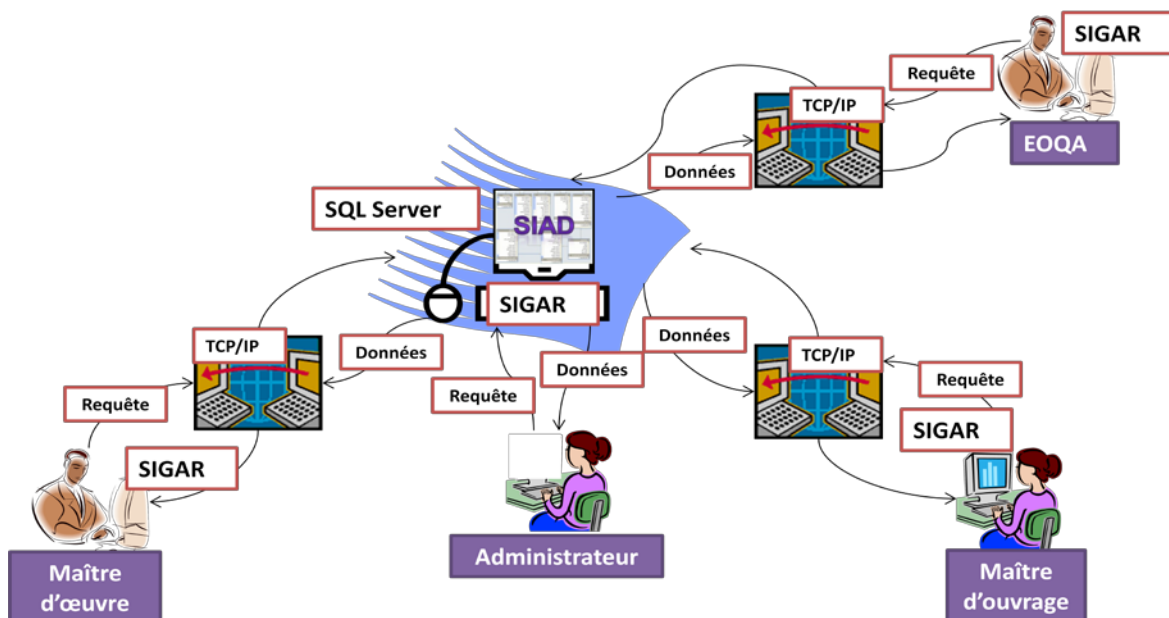 SIGAR
Requête
TCP/IP
EOQA
Données
SQL Server
SIAD
SIGAR
TCP/IP
Données
Données
TCP/IP
Données
Requête
Requête
Requête
SIGAR
SIGAR
Administrateur
Maître
d'œuvre
Maître
d'ouvrage